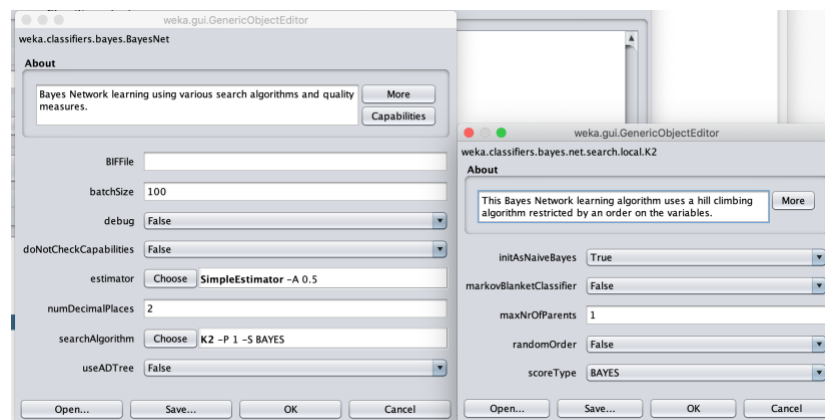 weka.gui.GenericObjectEditor
weka.classifiers.bayes.BayesNet
About
Bayes Network learning using various search algorithms and quality
measures.
More
Capabilities
BIFFile
batchSize 100
debug False
doNotCheckCapabilities False
estimator Choose SimpleEstimator -A 0.5
numDecimalPlaces 2
searchAlgorithm Choose K2 -P 1 -S BAYES
useADTree False
Open... Save... OK Cancel
weka.gui.GenericObjectEditor
weka.classifiers.bayes.net.search.local.K2
About
This Bayes Network learning algorithm uses a hill climbing
algorithm restricted by an order on the variables.
More
initAsNaiveBayes True
markovBlanketClassifier False
maxNrOfParents 1
randomOrder False
scoreType BAYES
Open... Save... OK Cancel